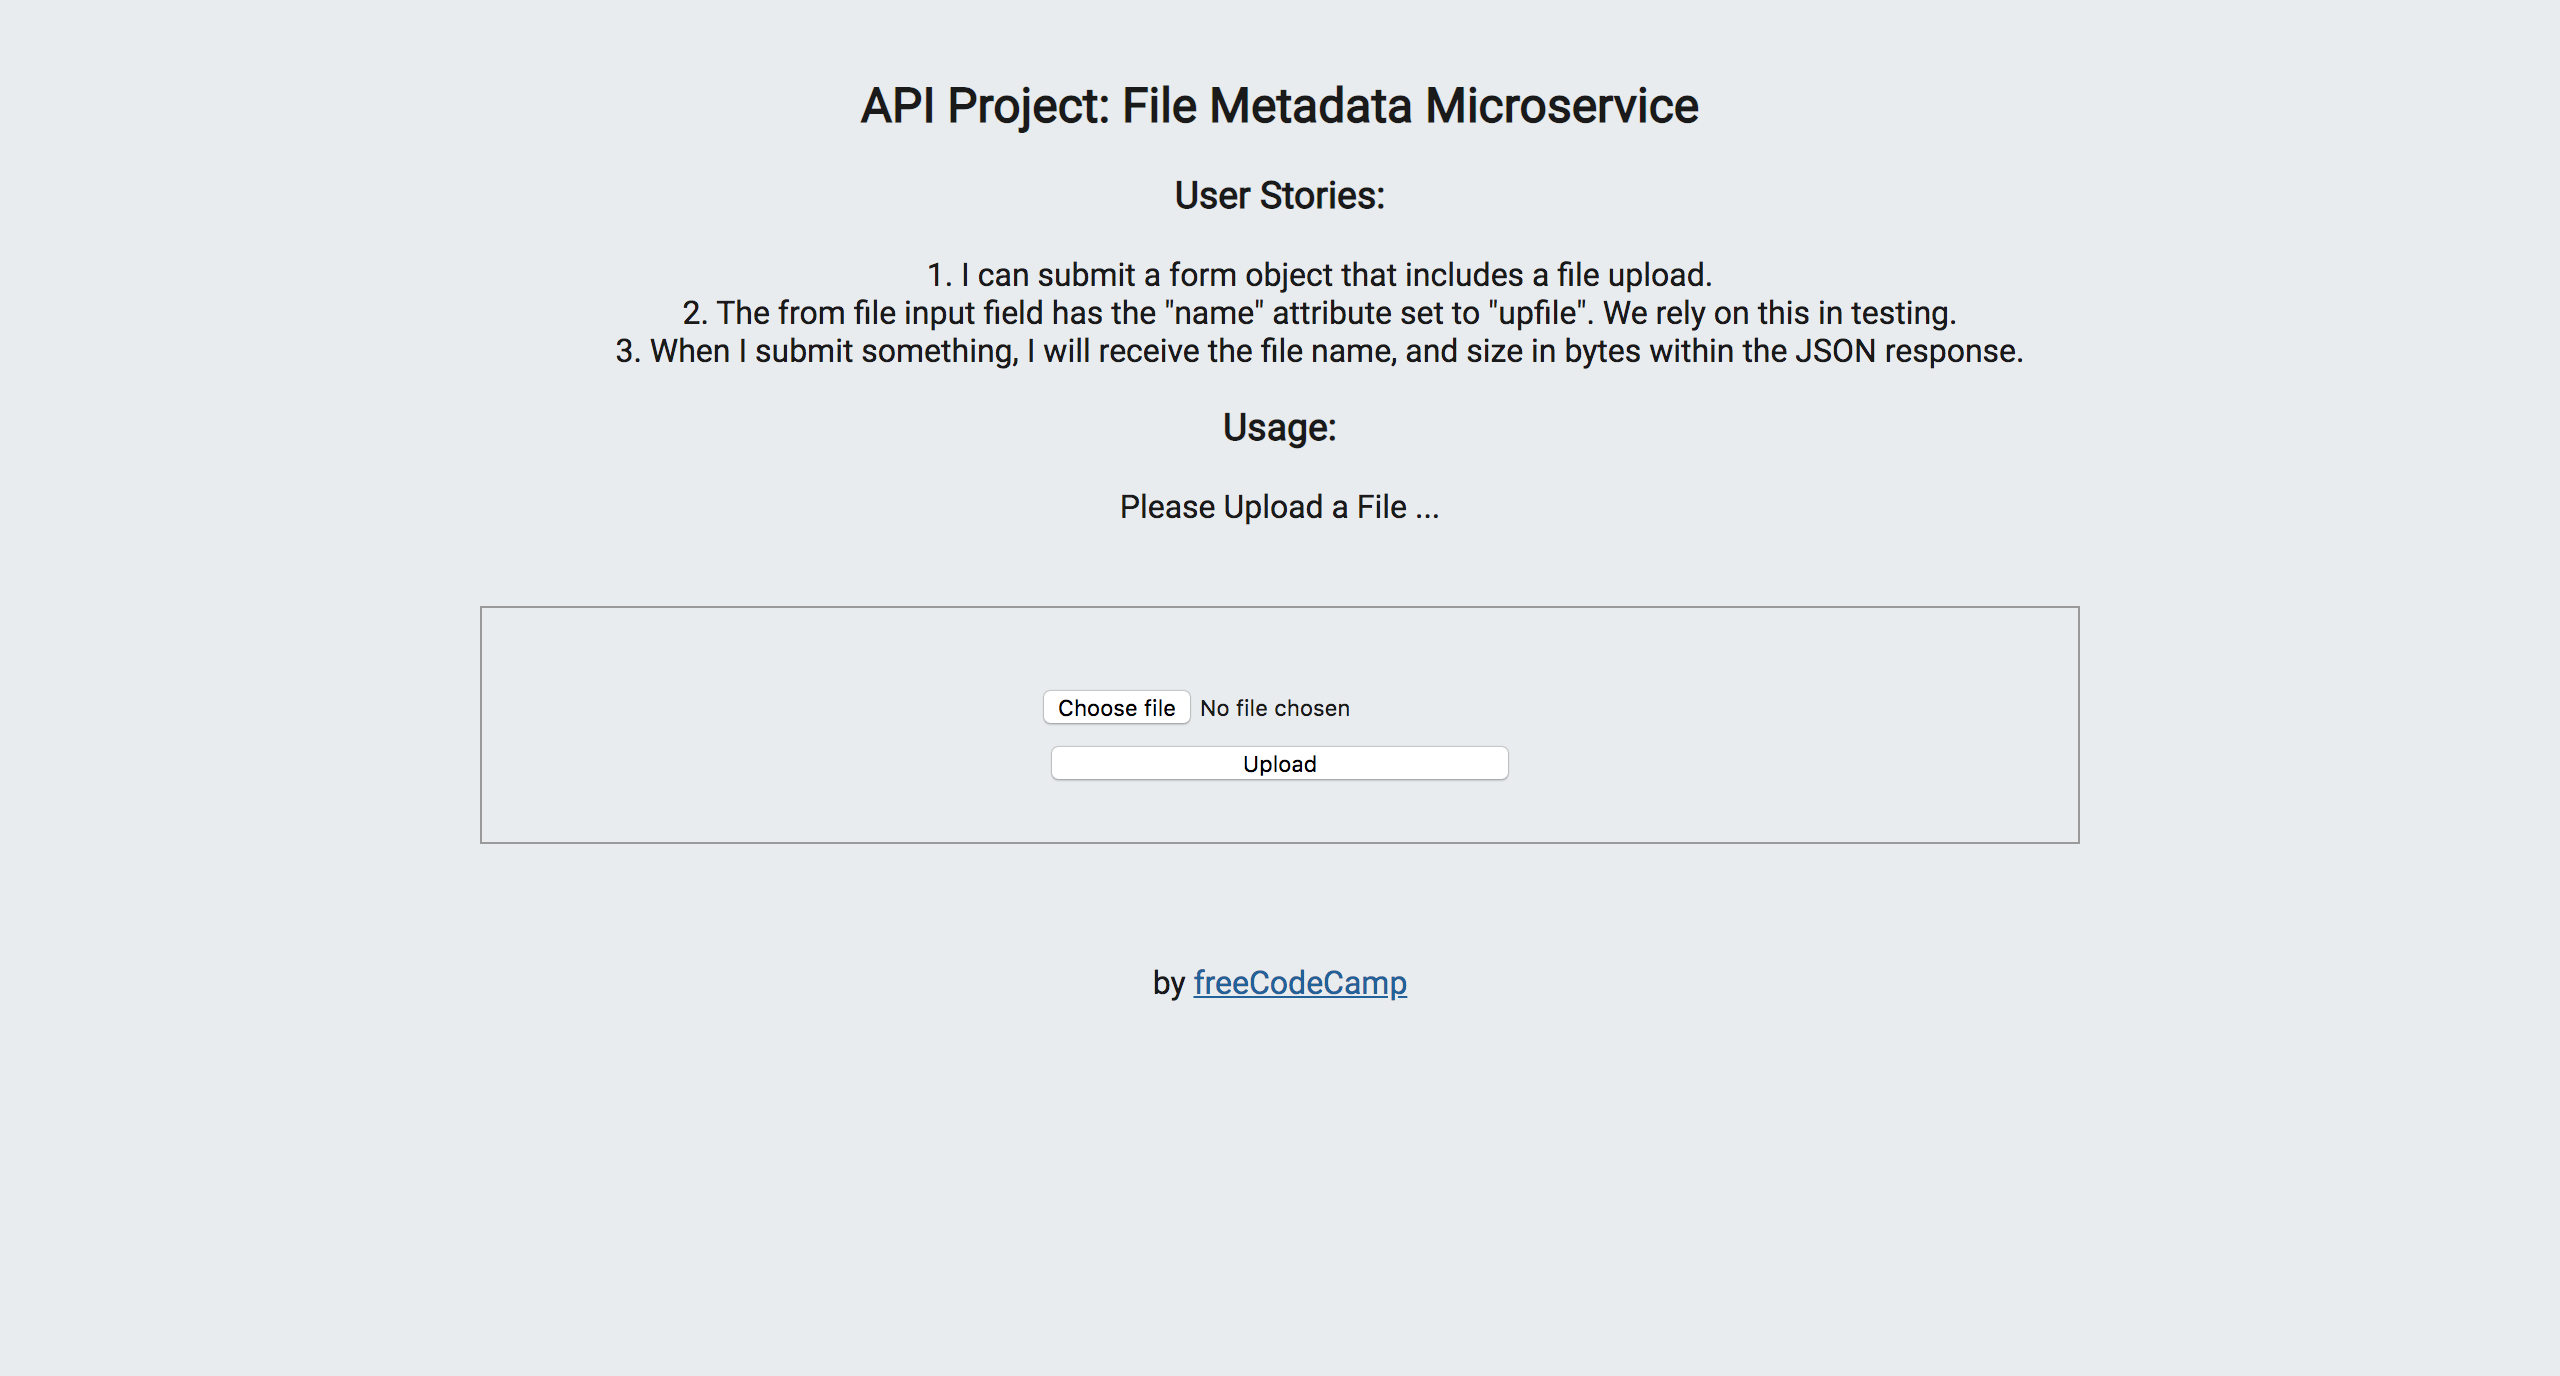 API Project: File Metadata Microservice
User Stories:
1. I can submit a form object that includes a file upload.
2. The from file input field has the "name" attribute set to "upfile". We rely on this in testing.
3. When I submit something, I will receive the file name, and size in bytes within the JSON response.
Usage:
Please Upload a File ...
Choose file No file chosen
Upload
by freeCodeCamp